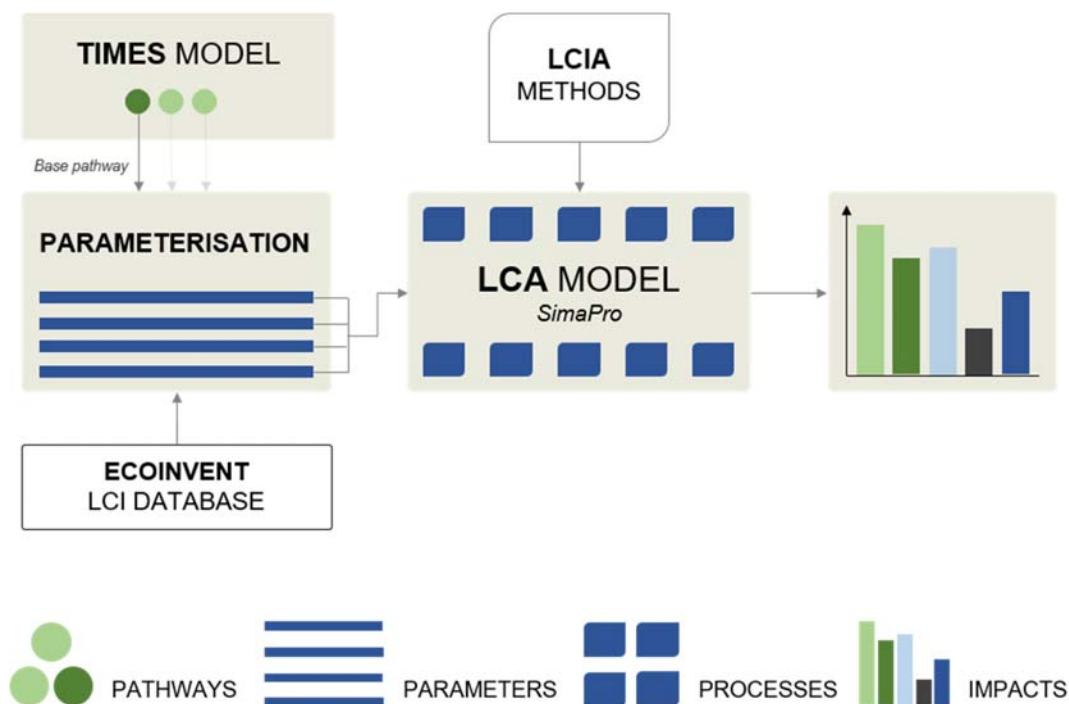 TIMES MODEL
LCIA
METHODS
Base pathway
PARAMETERISATION
LCA MODEL
SimaPro
ECOINVENT
LCI DATABASE
PATHWAYS
PARAMETERS
PROCESSES
IMPACTS